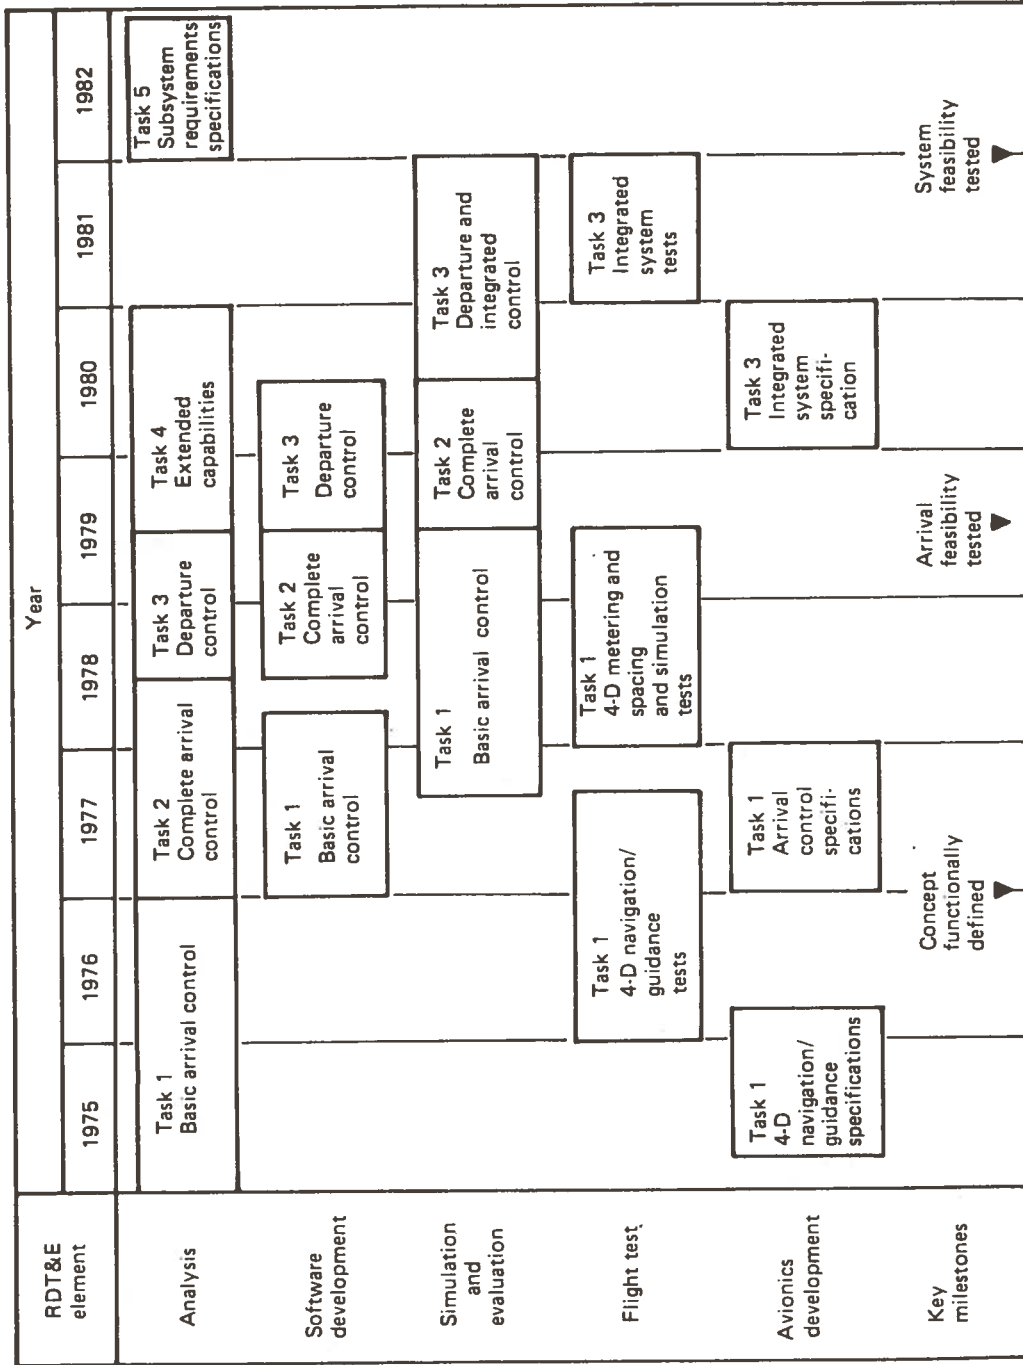 RDT&E
element
Year
1975
1976
1977
1978
1979
1980
1981
1982
Analysis
Task 1
Basic arrival control
Task 2
Complete arrival
control
Task 3
Departure
control
Task 4
Extended
capabilities
Task 5
Subsystem
requirements
specifications
Software
development
Task 1
Basic arrival
control
Task 2
Complete
arrival
control
Task 3
Departure
control
Simulation
and
evaluation
Task 1
Basic arrival control
Task 2
Complete
arrival
control
Task 3
Departure and
integrated
control
Flight test
Task 1
4-D navigation/
guidance
tests
Task 1
4-D metering and
spacing
and simulation
tests
Task 3
Integrated
system
tests
Avionics
development
Task 1
4-D
navigation/
guidance
specifications
Task 1
Arrival
control
specifi-
cations
Task 3
Integrated
system
specifi-
cation
Key
milestones
Concept
functionally
defined
Arrival
feasibility
tested
System
feasibility
tested